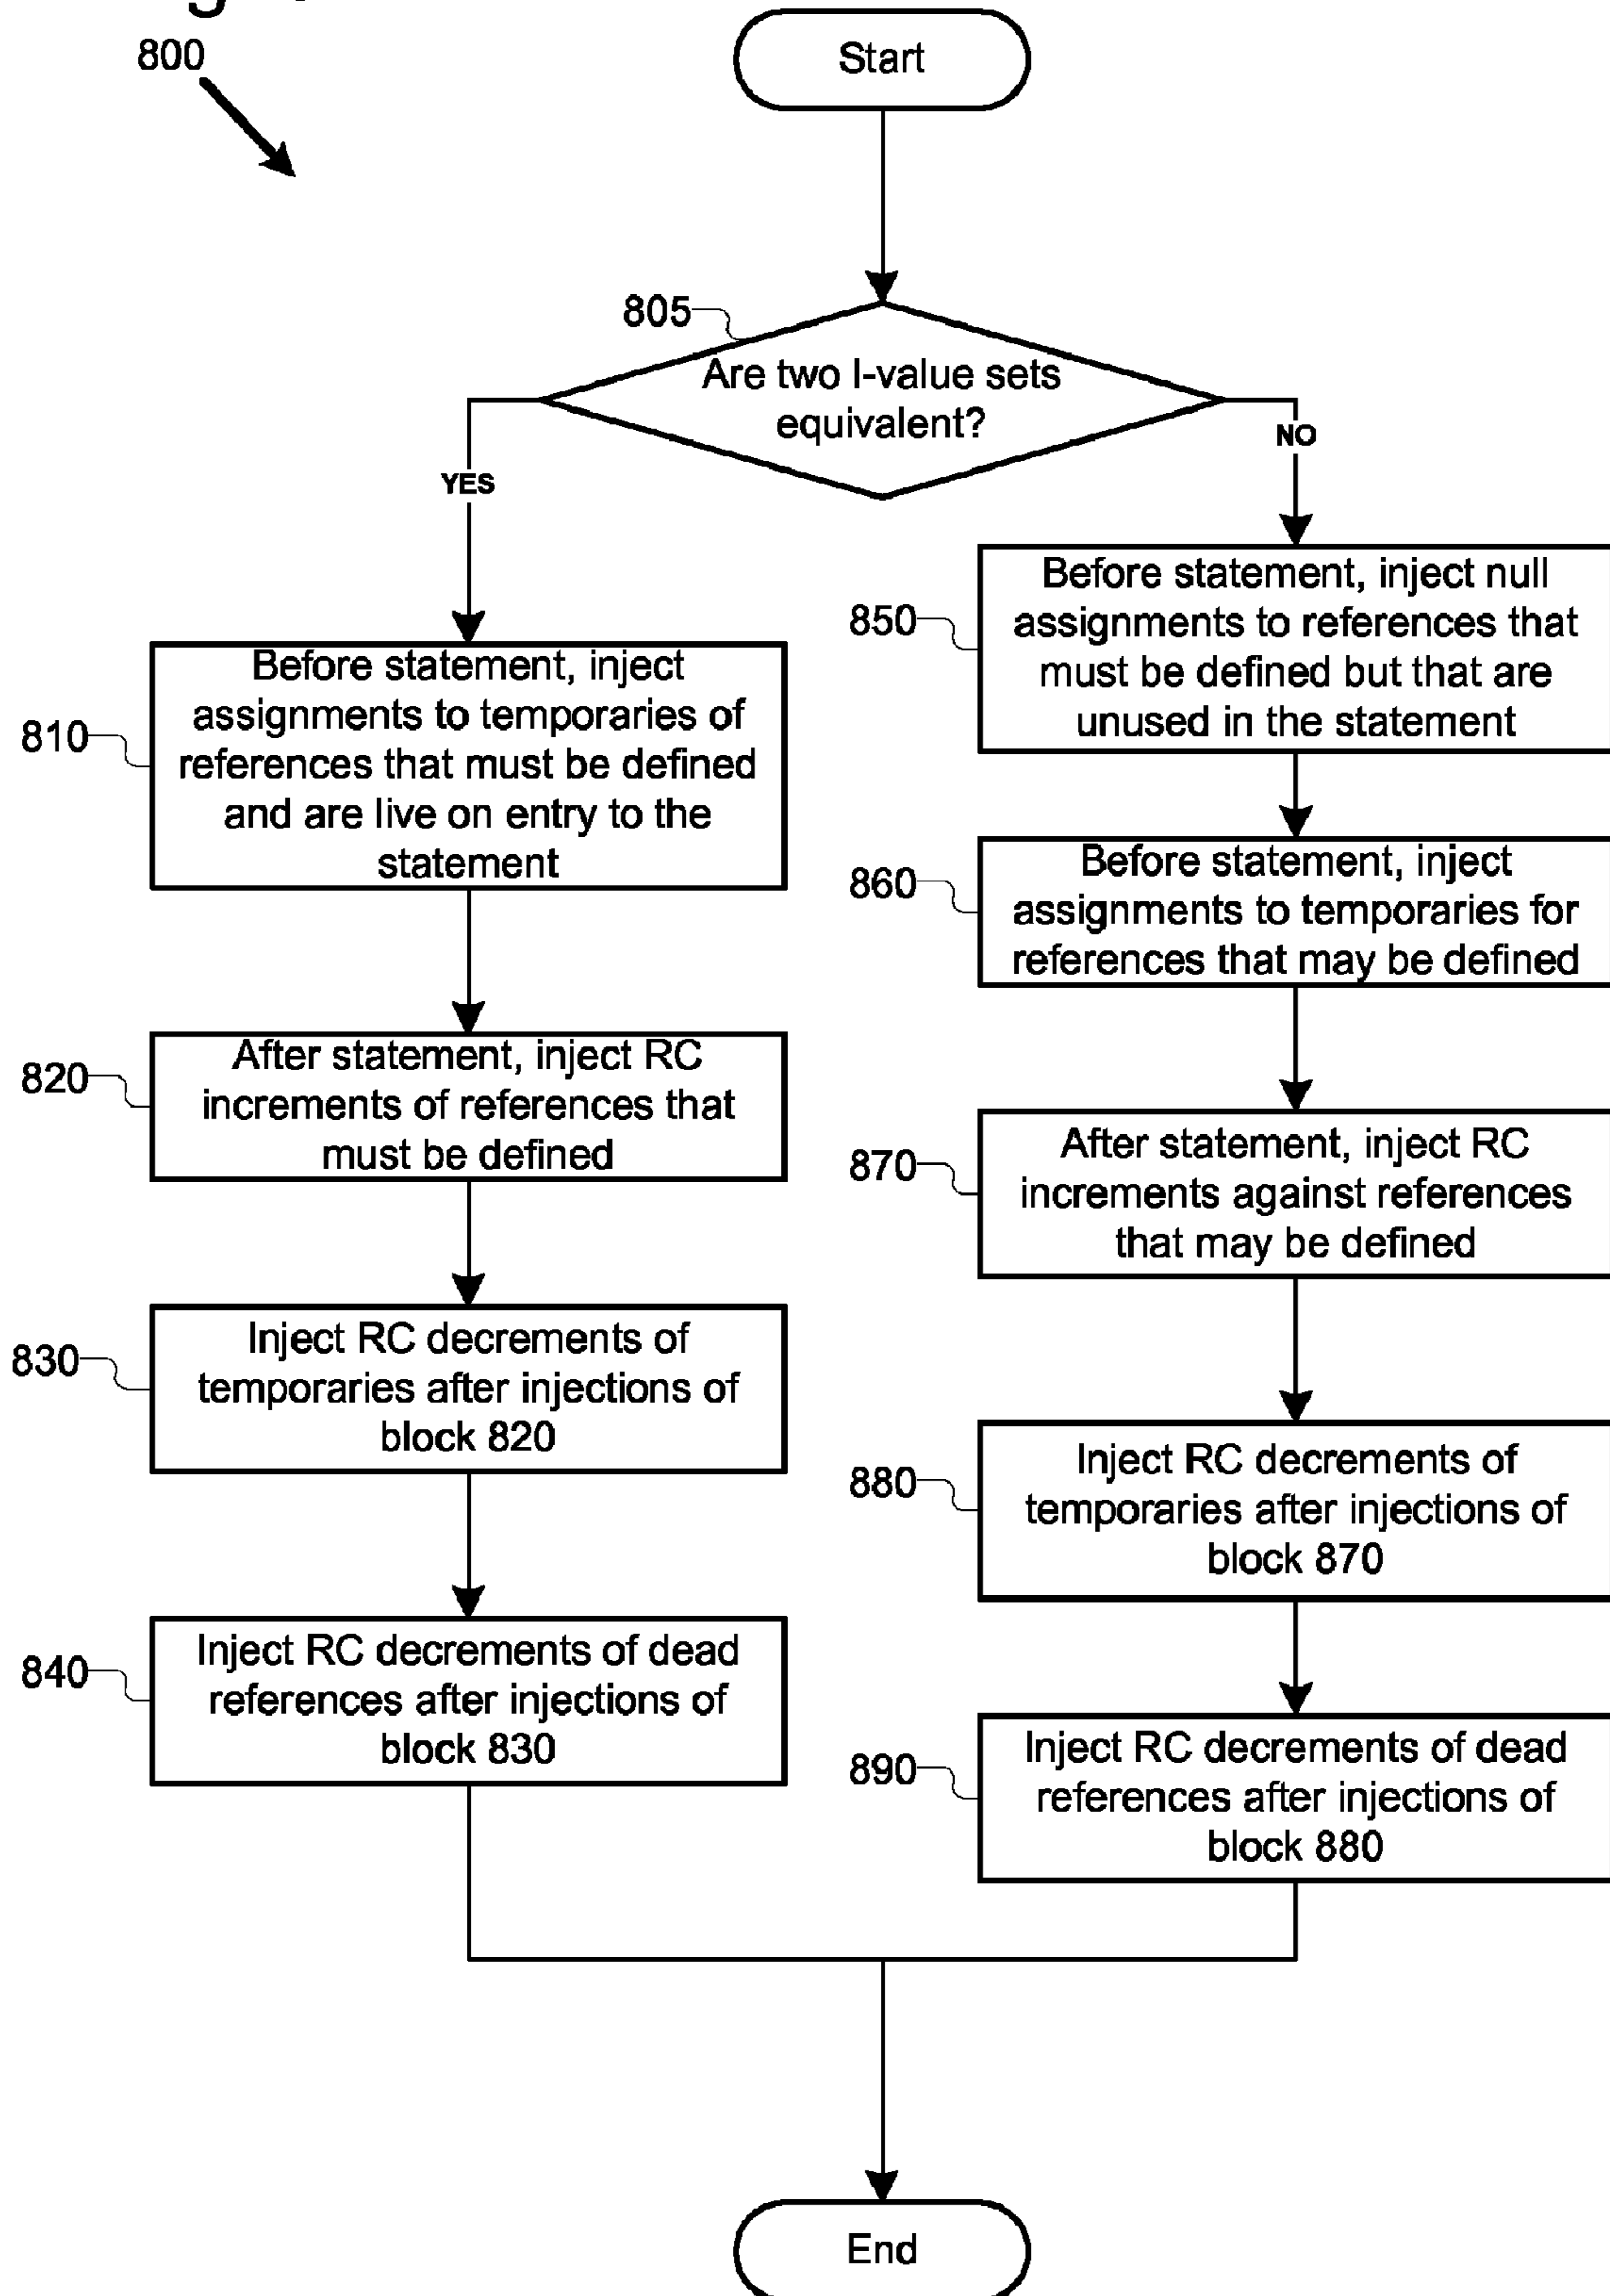 800
Start
805
Are two l-value sets
equivalent?
YES
NO
810
Before statement, inject
assignments to temporaries of
references that must be defined
and are live on entry to the
statement
820
After statement, inject RC
increments of references that
must be defined
830
Inject RC decrements of
temporaries after injections of
block 820
840
Inject RC decrements of dead
references after injections of
block 830
850
Before statement, inject null
assignments to references that
must be defined but that are
unused in the statement
860
Before statement, inject
assignments to temporaries for
references that may be defined
870
After statement, inject RC
increments against references
that may be defined
880
Inject RC decrements of
temporaries after injections of
block 870
890
Inject RC decrements of dead
references after injections of
block 880
End